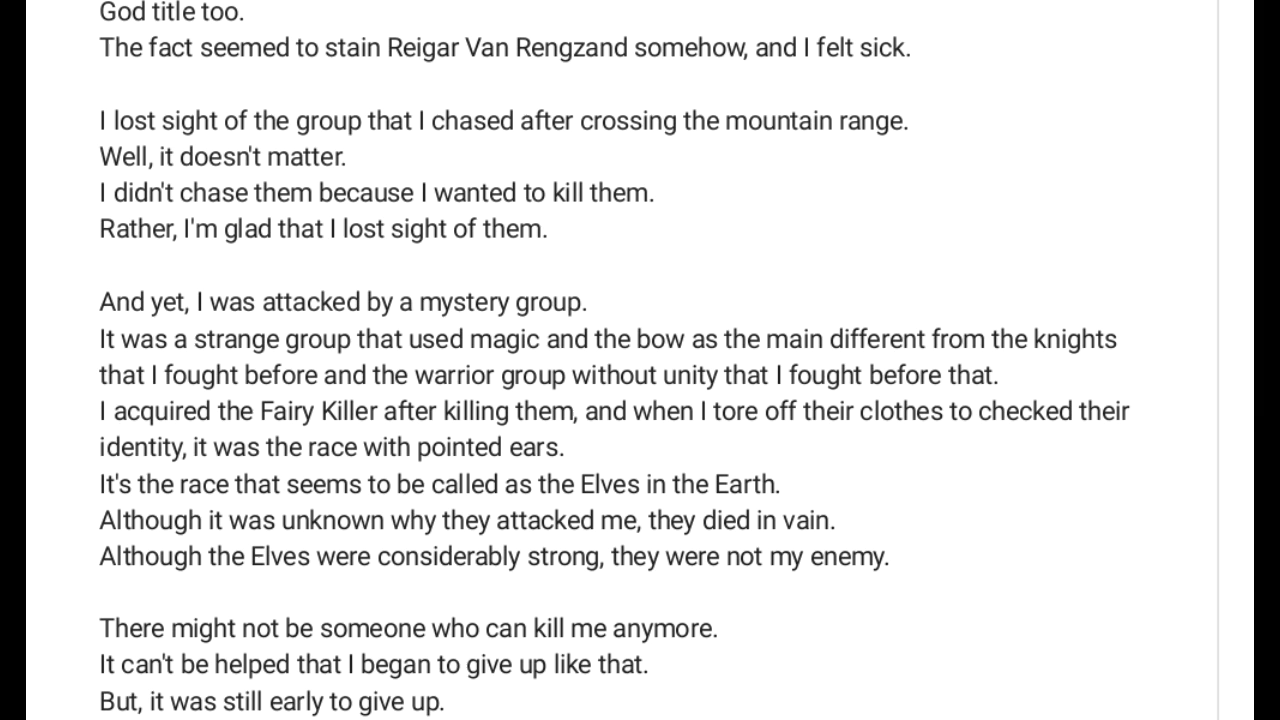 God title too.
The fact seemed to stain Reigar Van Rengzand somehow, and I felt sick.
I lost sight of the group that I chased after crossing the mountain range.
Well, it doesn't matter.
I didn't chase them because I wanted to kill them.
Rather, I'm glad that I lost sight of them.
And yet, I was attacked by a mystery group.
It was a strange group that used magic and the bow as the main different from the knights
that I fought before and the warrior group without unity that I fought before that.
I acquired the Fairy Killer after killing them, and when I tore off their clothes to checked their
identity, it was the race with pointed ears.
It's the race that seems to be called as the Elves in the Earth.
Although it was unknown why they attacked me, they died in vain.
Although the Elves were considerably strong, they were not my enemy.
There might not be someone who can kill me anymore.
It can't be helped that I began to give up like that.
But, it was still early to give up.